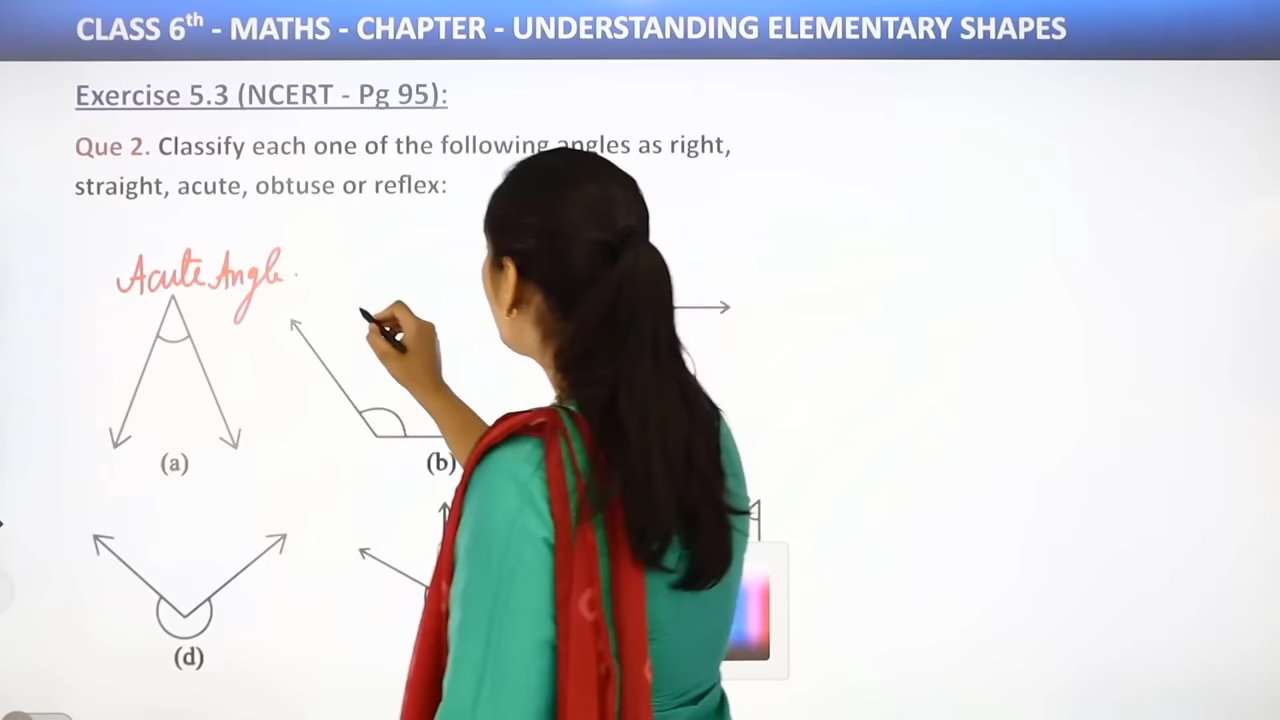 CLASS 6th - MATHS - CHAPTER - UNDERSTANDING ELEMENTARY SHAPES
Exercise 5.3 (NCERT - Pg 95):
Que 2. Classify each one of the following angles as right,
straight, acute, obtuse or reflex:
Acute Angle.
(a)
(b)
(d)